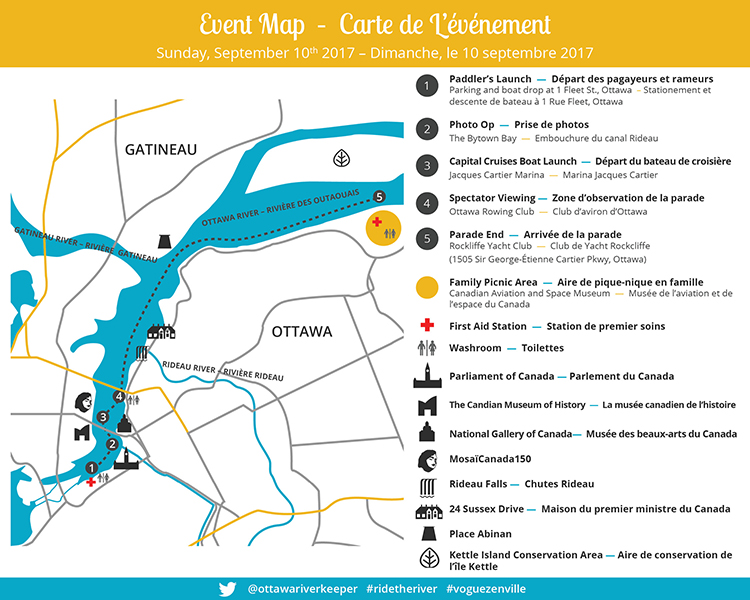 Event Map – Carte de L'événement
Sunday, September 10th 2017 – Dimanche, le 10 septembre 2017
GATINEAU
OTTAWA RIVER – RIVIÈRE DES OUTAOUAIS
GATINEAU RIVER – RIVIÈRE GATINEAU
OTTAWA
RIDEAU RIVER – RIVIÈRE RIDEAU
5
4
3
2
1
1 Paddler's Launch — Départ des pagayeurs et rameurs
Parking and boat drop at 1 Fleet St., Ottawa – Stationement et
descente de bateau à 1 Rue Fleet, Ottawa
2 Photo Op — Prise de photos
The Bytown Bay — Embouchure du canal Rideau
3 Capital Cruises Boat Launch — Départ du bateau de croisière
Jacques Cartier Marina — Marina Jacques Cartier
4 Spectator Viewing — Zone d'observation de la parade
Ottawa Rowing Club — Club d'aviron d'Ottawa
5 Parade End — Arrivée de la parade
Rockliffe Yacht Club — Club de Yacht Rockcliffe
(1505 Sir George-Étienne Cartier Pkwy, Ottawa)
Family Picnic Area — Aire de pique-nique en famille
Canadian Aviation and Space Museum — Musée de l'aviation et de
l'espace du Canada
First Aid Station — Station de premier soins
Washroom — Toilettes
Parliament of Canada — Parlement du Canada
The Candian Museum of History — La musée canadien de l'histoire
National Gallery of Canada — Musée des beaux-arts du Canada
MosaïCanada150
Rideau Falls — Chutes Rideau
24 Sussex Drive — Maison du premier ministre du Canada
Place Abinan
Kettle Island Conservation Area — Aire de conservation de
l'île Kettle
@ottawariverkeeper #ridetheriver #voguezenville